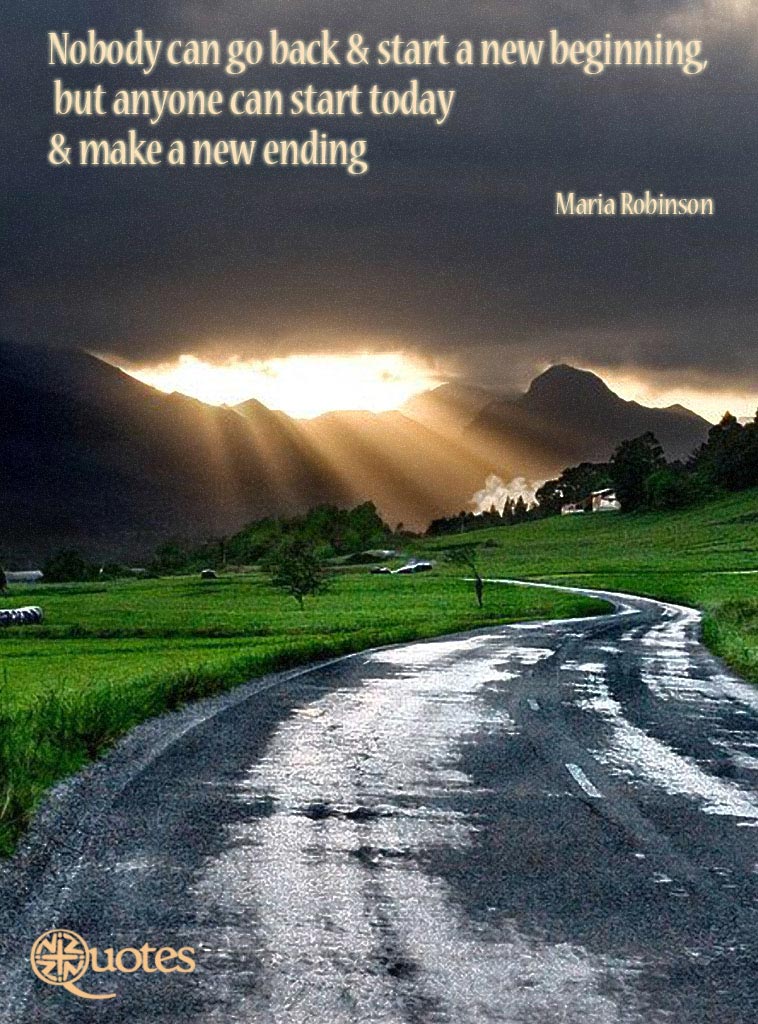 Nobody can go back & start a new beginning,
but anyone can start today
& make a new ending
Maria Robinson
Quotes